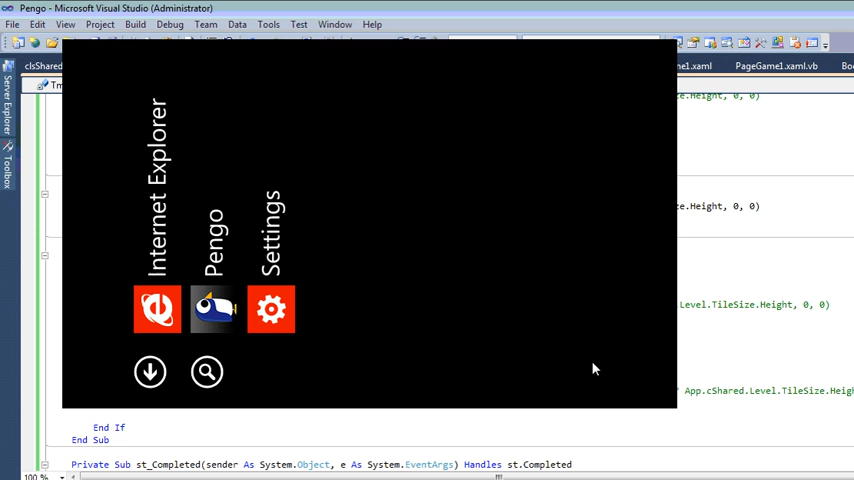 Pengo - Microsoft Visual Studio (Administrator)
File Edit View Project Build Debug Team Data Tools Test Window Help
clsShared
me1.xaml PageGame1.xaml.vb Boo
Tm
ze.Height, 0, 0)
Server Explorer
Toolbox
Internet Explorer
Pengo
Settings
ze.Height, 0, 0)
Level.TileSize.Height, 0, 0)
' App.cShared.Level.TileSize.Heigh
End If
End Sub
Private Sub st_Completed(sender As System.Object, e As System.EventArgs) Handles st.Completed
100 %